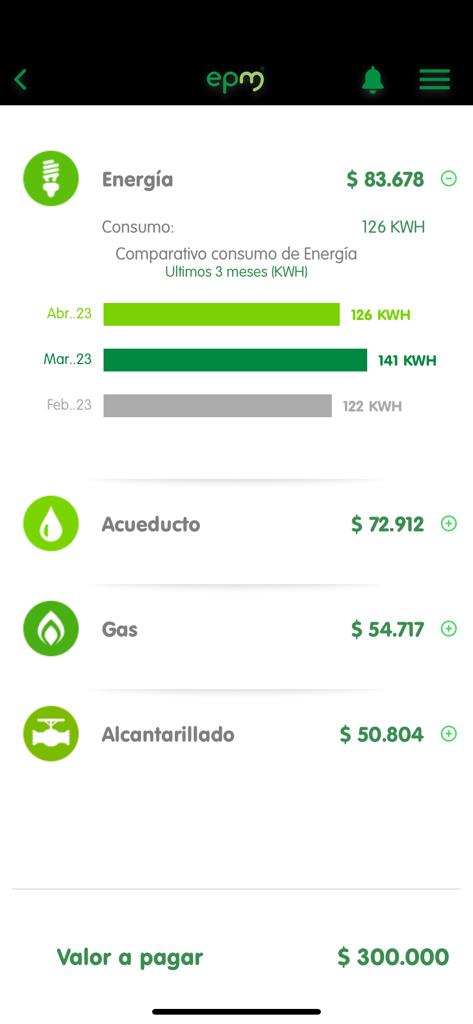 epm
Energía $ 83.678
Consumo: 126 KWH
Comparativo consumo de Energía
Ultimos 3 meses (KWH)
Abr..23 126 KWH
Mar..23 141 KWH
Feb..23 122 KWH
Acueducto $ 72.912
Gas $ 54.717
Alcantarillado $ 50.804
Valor a pagar $ 300.000